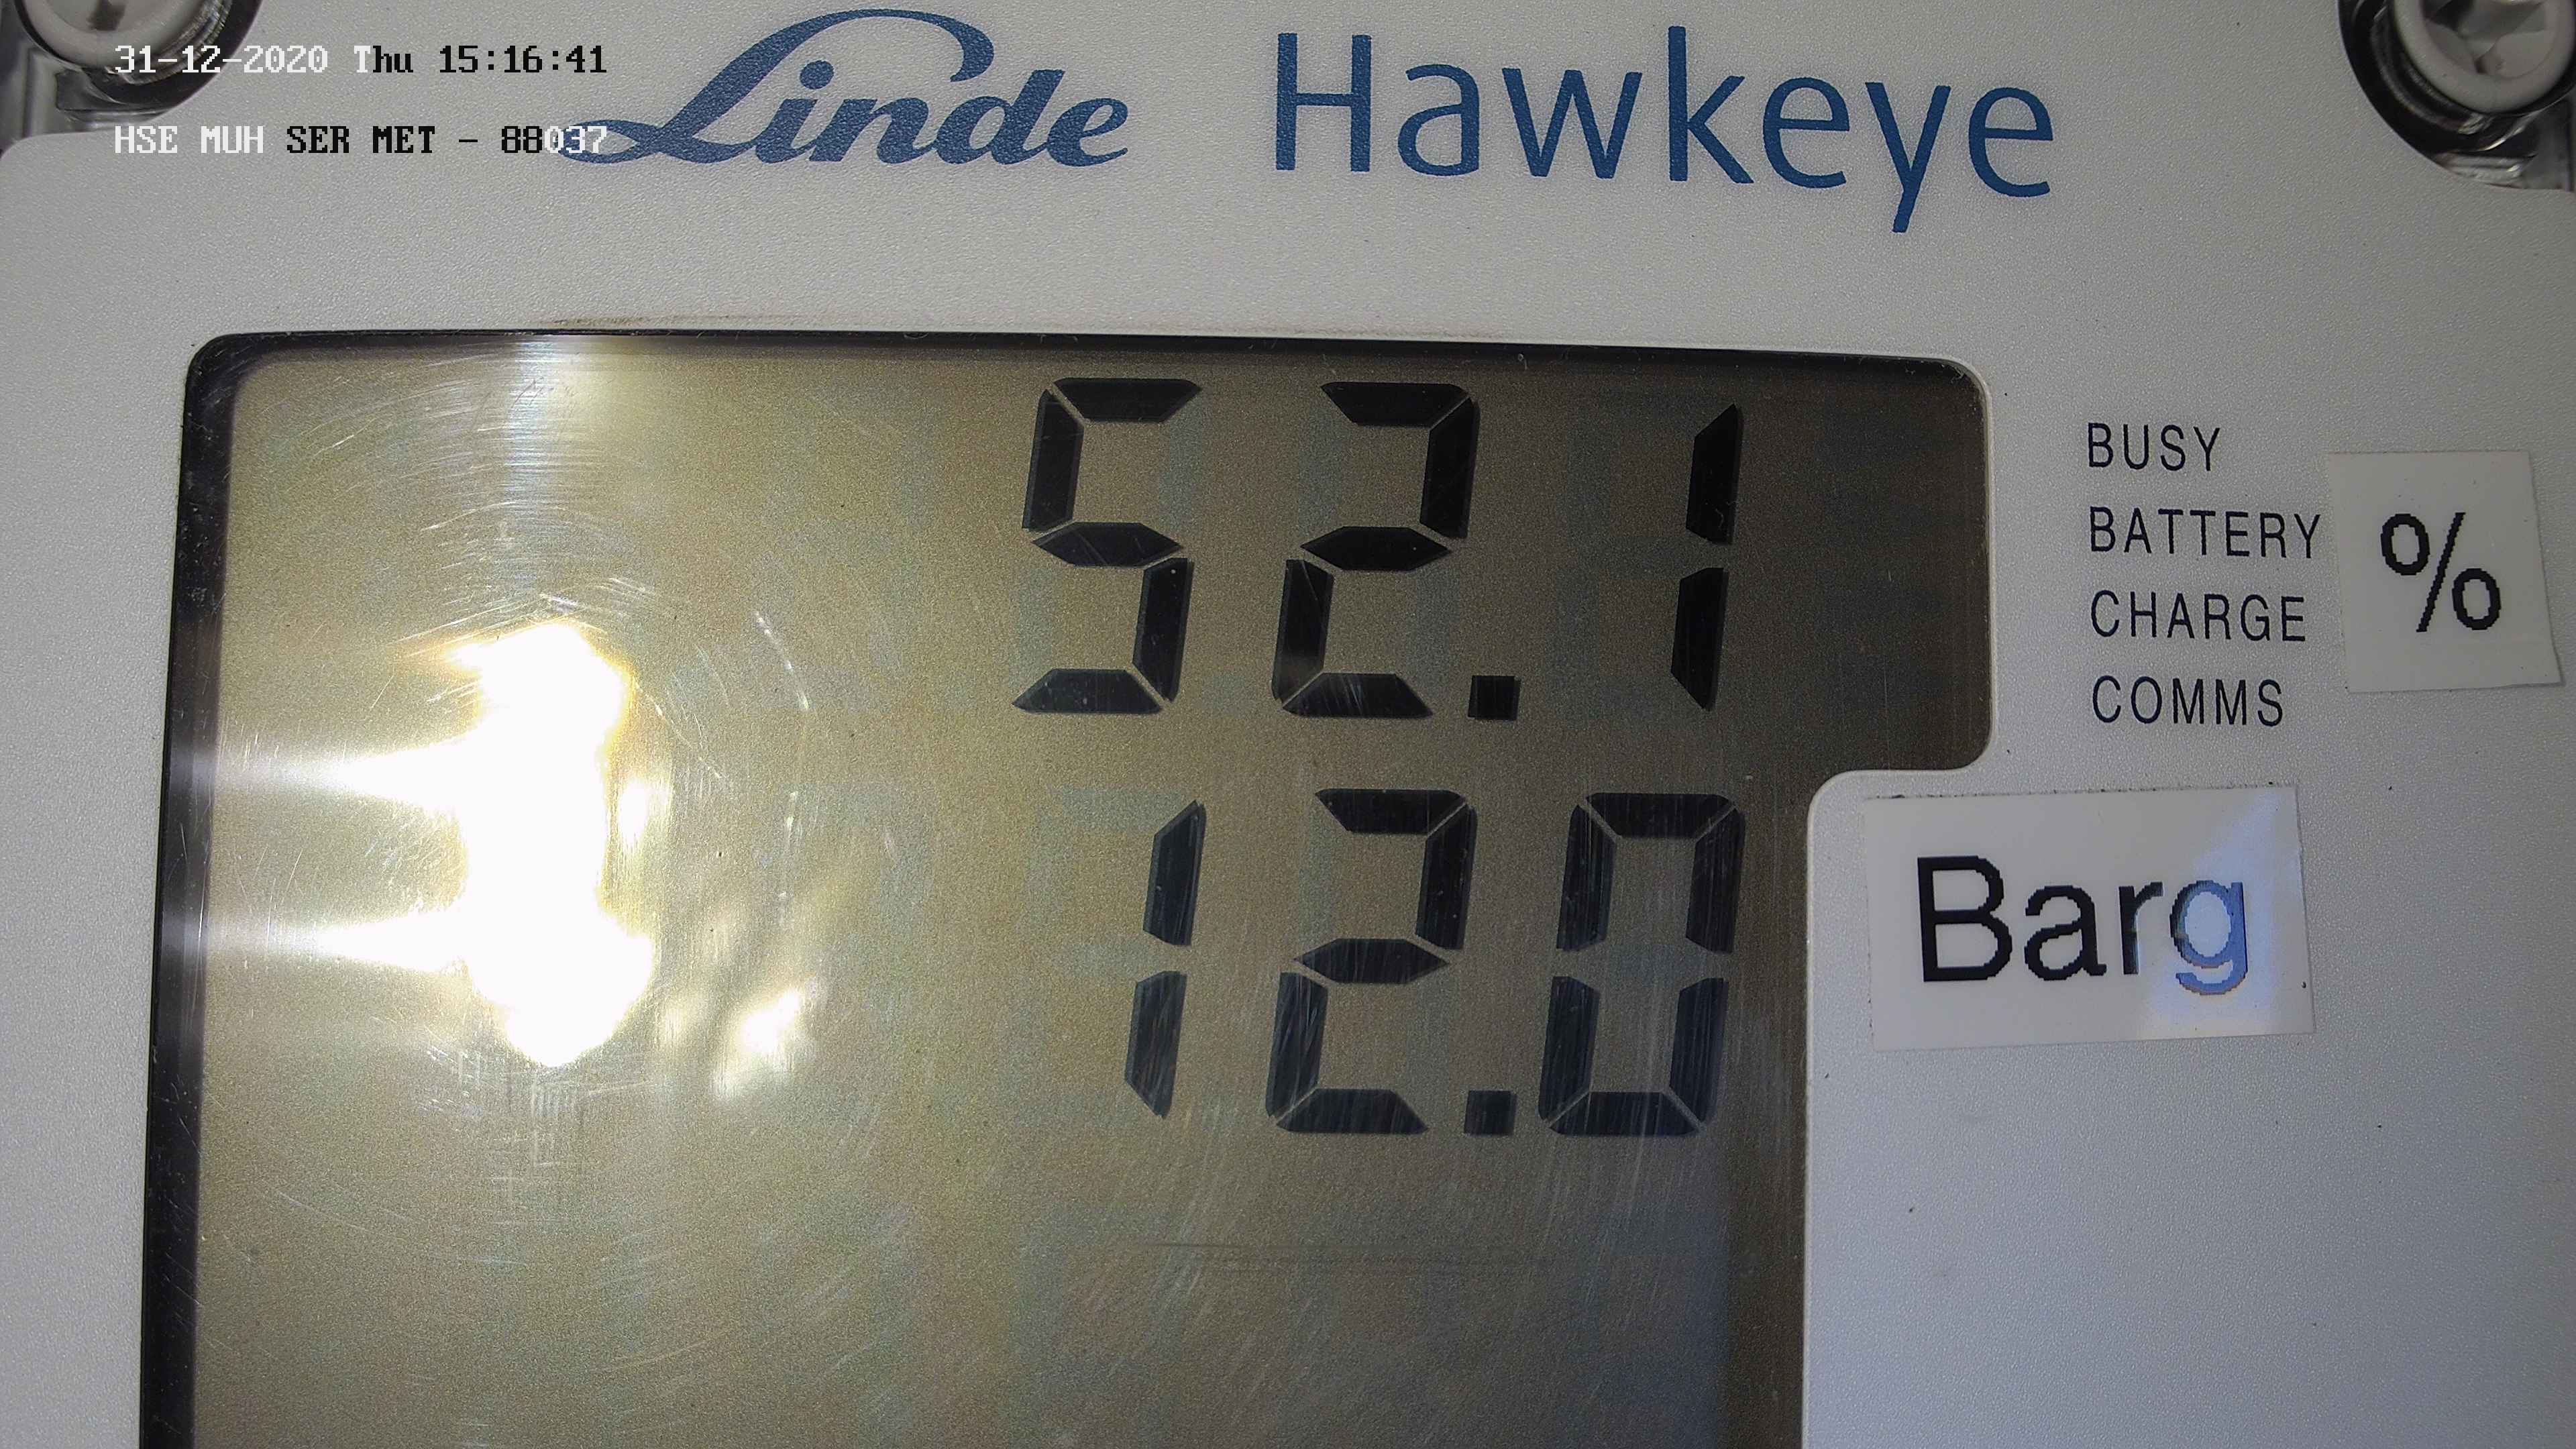 31-12-2020 Thu 15:16:41
HSE MUH SER MET - 88037
Linde Hawkeye
52.1
BUSY
BATTERY
CHARGE
COMMS
%
12.0
Barg